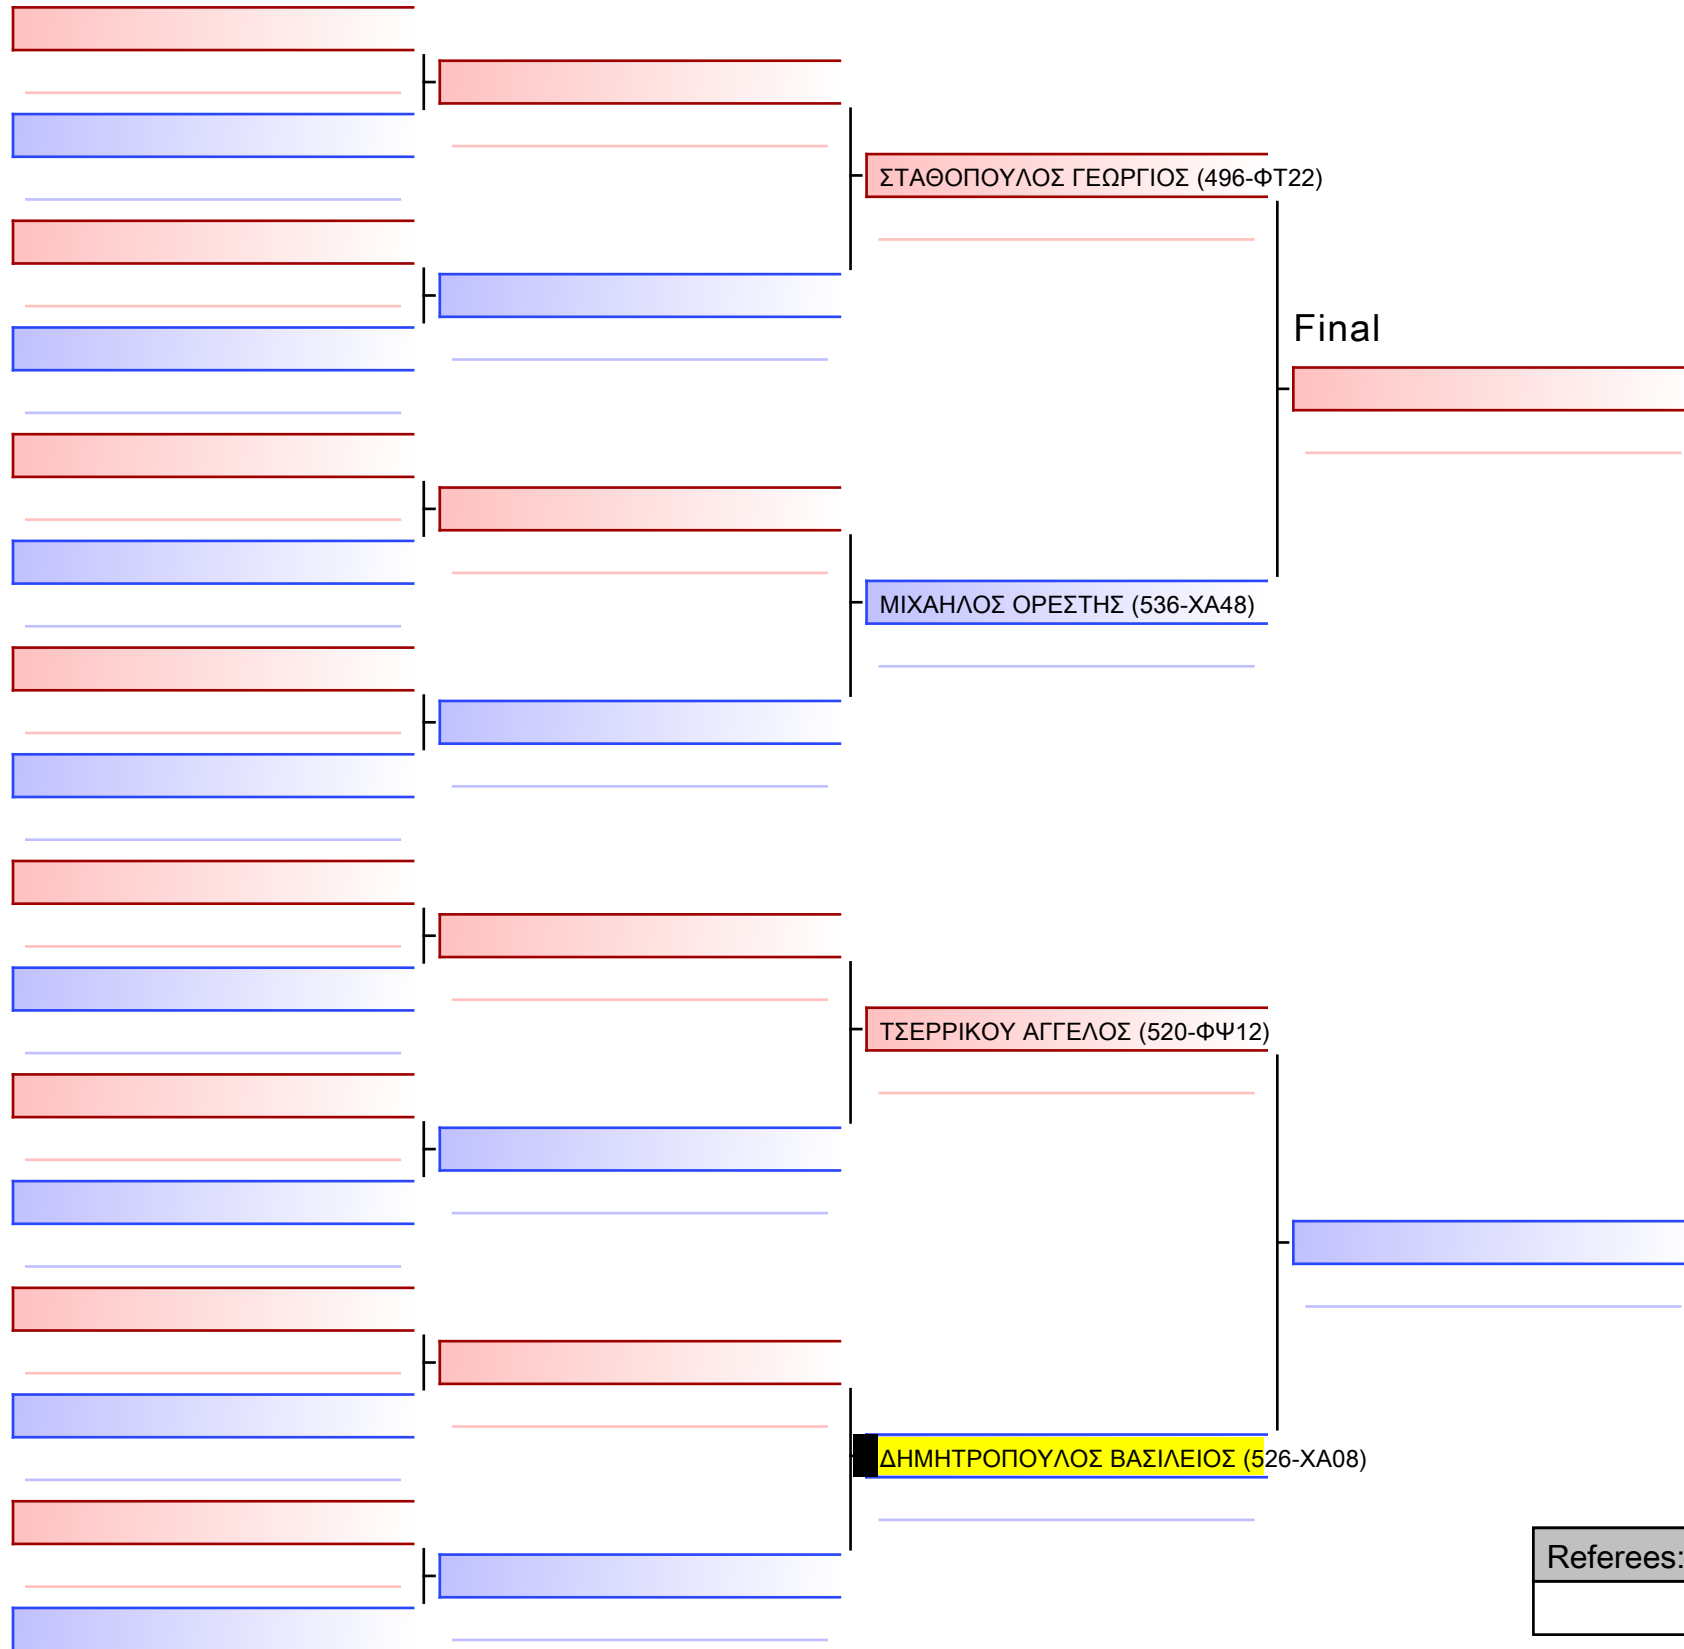 ΣΤΑΘΟΠΟΥΛΟΣ ΓΕΩΡΓΙΟΣ (496-ΦΤ22)
Final
ΜΙΧΑΗΛΟΣ ΟΡΕΣΤΗΣ (536-ΧΑ48)
ΤΣΕΡΡΙΚΟΥ ΑΓΓΕΛΟΣ (520-ΦΨ12)
ΔΗΜΗΤΡΟΠΟΥΛΟΣ ΒΑΣΙΛΕΙΟΣ (526-ΧΑ08)
Referees: